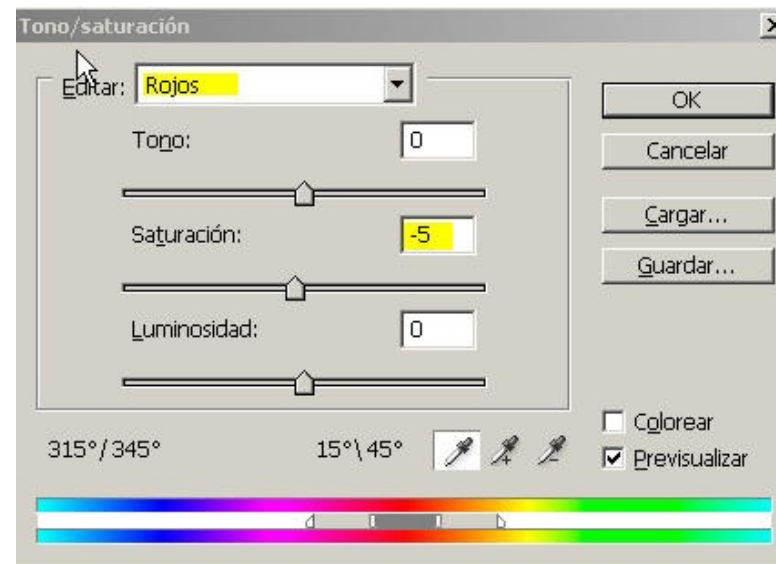 Tono/saturación
Editar: Rojos
OK
Tono: 0
Cancelar
Saturación: -5
Cargar...
Guardar...
Luminosidad: 0
Colorear
315°/345° 15°\45°
Previsualizar